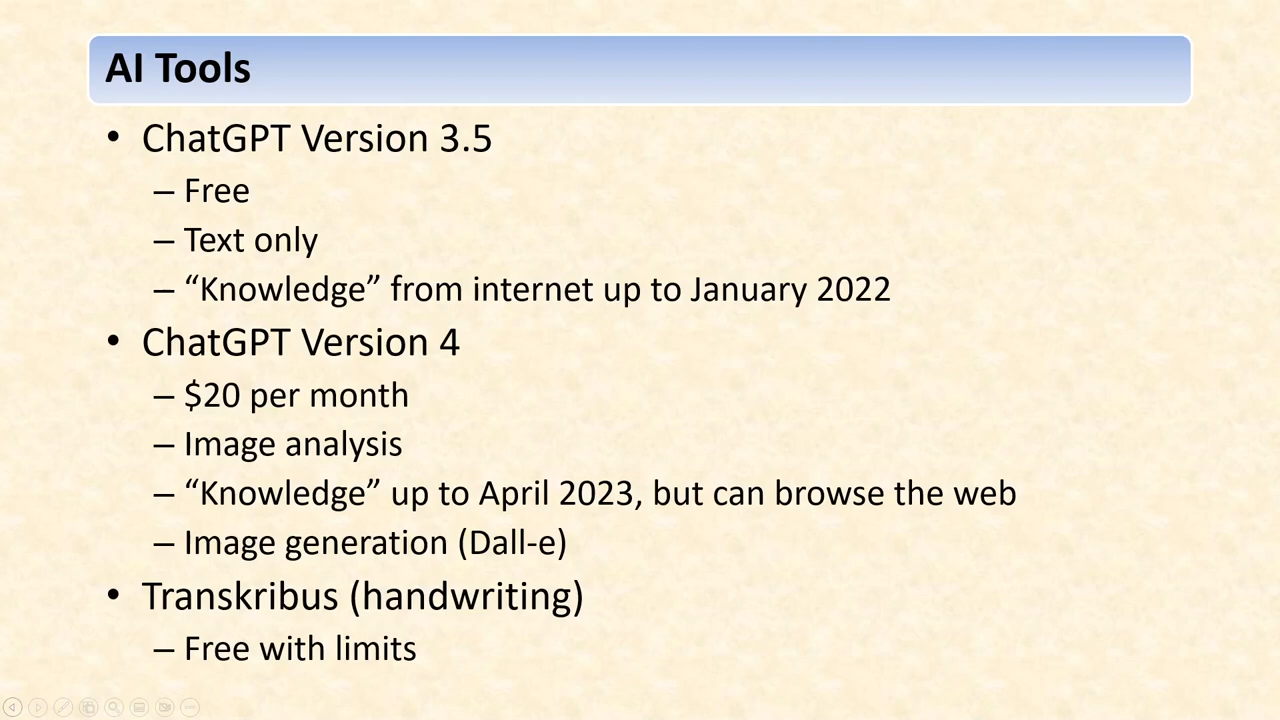 AI Tools
• ChatGPT Version 3.5
– Free
– Text only
– “Knowledge” from internet up to January 2022
• ChatGPT Version 4
– $20 per month
– Image analysis
– “Knowledge” up to April 2023, but can browse the web
– Image generation (Dall-e)
• Transkribus (handwriting)
– Free with limits